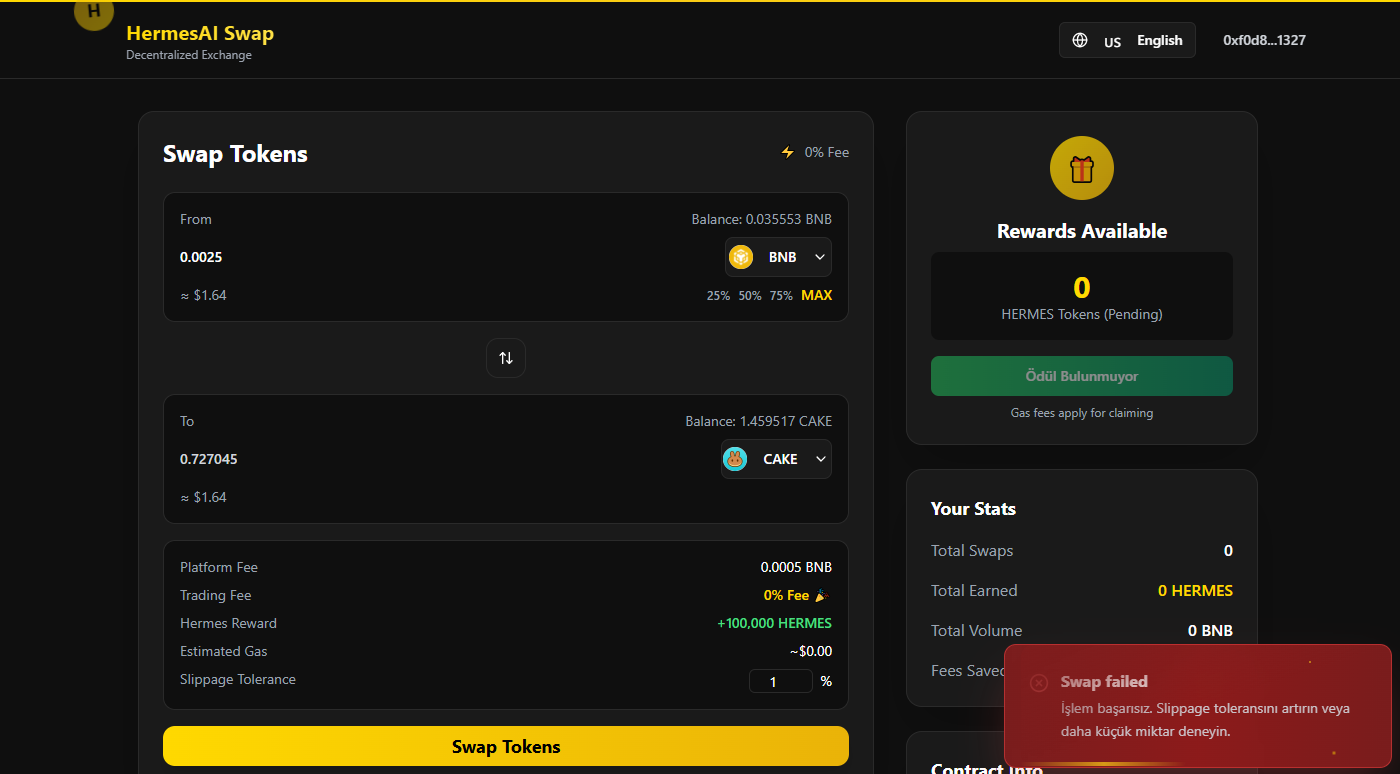 H
HermesAI Swap
Decentralized Exchange
US English
0xf0d8...1327
Swap Tokens
0% Fee
From
Balance: 0.035553 BNB
0.0025
BNB
≈ $1.64
25% 50% 75% MAX
To
Balance: 1.459517 CAKE
0.727045
CAKE
≈ $1.64
Platform Fee
0.0005 BNB
Trading Fee
0% Fee 🎉
Hermes Reward
+100,000 HERMES
Estimated Gas
~$0.00
Slippage Tolerance
1 %
Swap Tokens
Rewards Available
0
HERMES Tokens (Pending)
Ödül Bulunmuyor
Gas fees apply for claiming
Your Stats
Total Swaps
0
Total Earned
0 HERMES
Total Volume
0 BNB
Fees Saved
Swap failed
İşlem başarısız. Slippage toleransını artırın veya
daha küçük miktar deneyin.
Contract Info